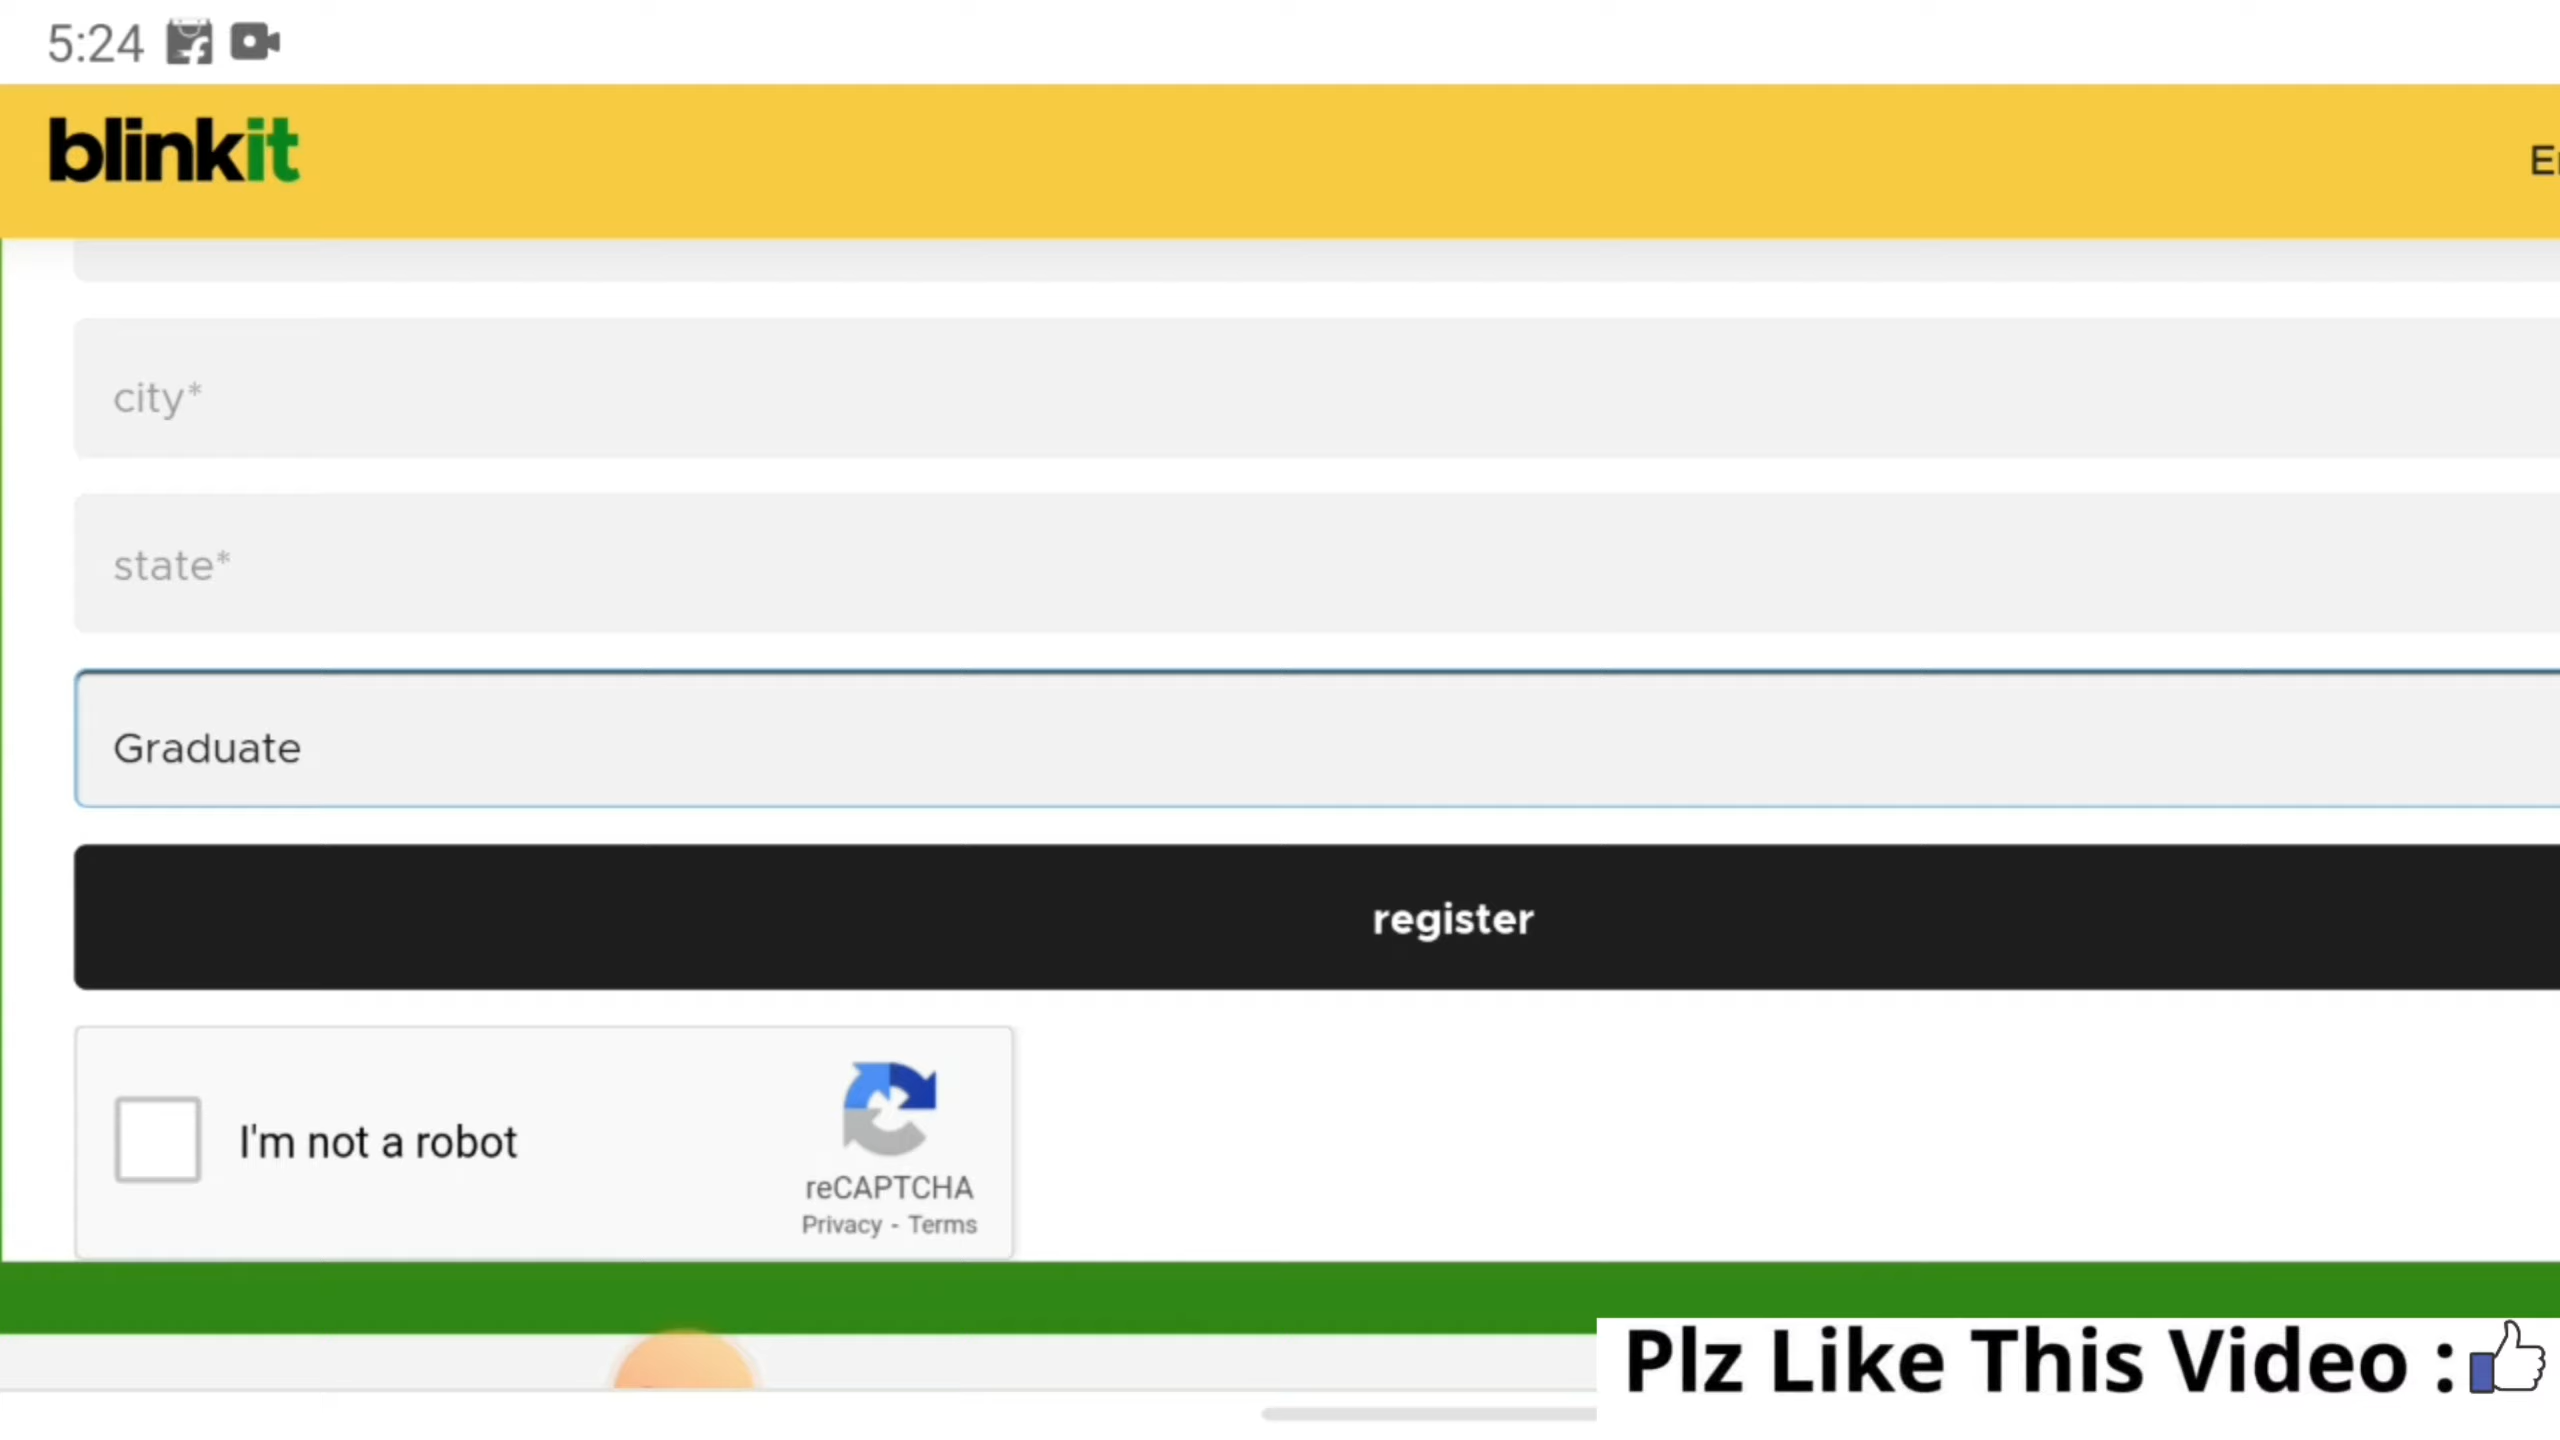 5:24
blinkit
city*
state*
Graduate
register
I'm not a robot
reCAPTCHA
Privacy - Terms
Plz Like This Video :